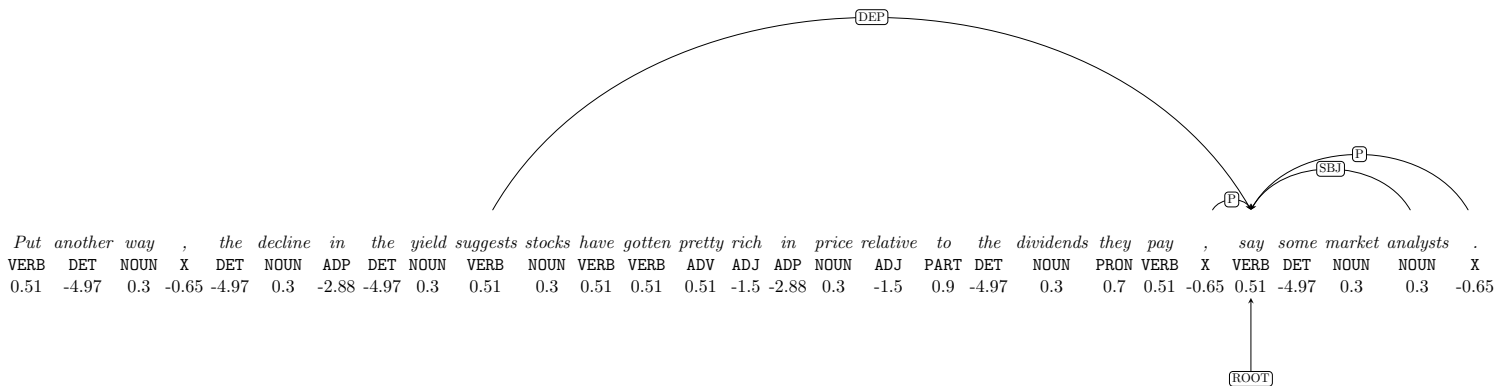 DEP
P
SBJ
P
Put another way , the decline in the yield suggests stocks have gotten pretty rich in price relative to the dividends they pay , say some market analysts .
VERB DET NOUN X DET NOUN ADP DET NOUN VERB NOUN VERB VERB ADV ADJ ADP NOUN ADJ PART DET NOUN PRON VERB X VERB DET NOUN NOUN X
0.51 -4.97 0.3 -0.65 -4.97 0.3 -2.88 -4.97 0.3 0.51 0.3 0.51 0.51 0.51 -1.5 -2.88 0.3 -1.5 0.9 -4.97 0.3 0.7 0.51 -0.65 0.51 -4.97 0.3 0.3 -0.65
ROOT